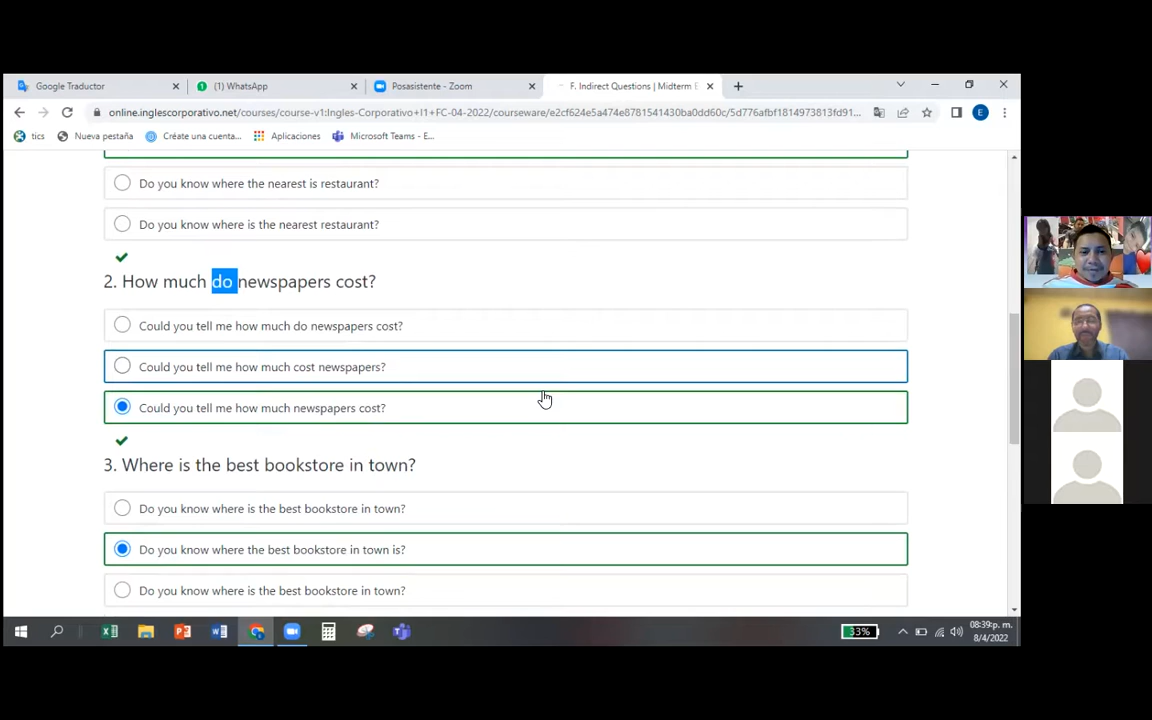 Google Traductor
(1) WhatsApp
Posasistente - Zoom
F. Indirect Questions | Midterm E
online.inglescorporativo.net/courses/course-v1:Ingles-Corporativo+I1+FC-04-2022/courseware/e2cf624e5a474e8781541430ba0dd60c/5d776afbf1814973813fd91...
E
tics
Nueva pestaña
Créate una cuenta...
Aplicaciones
Microsoft Teams - E...
Do you know where the nearest is restaurant?
Do you know where is the nearest restaurant?
2. How much do newspapers cost?
Could you tell me how much do newspapers cost?
Could you tell me how much cost newspapers?
Could you tell me how much newspapers cost?
3. Where is the best bookstore in town?
Do you know where is the best bookstore in town?
Do you know where the best bookstore in town is?
Do you know where is the best bookstore in town?
33%
08:39 p. m.
8/4/2022